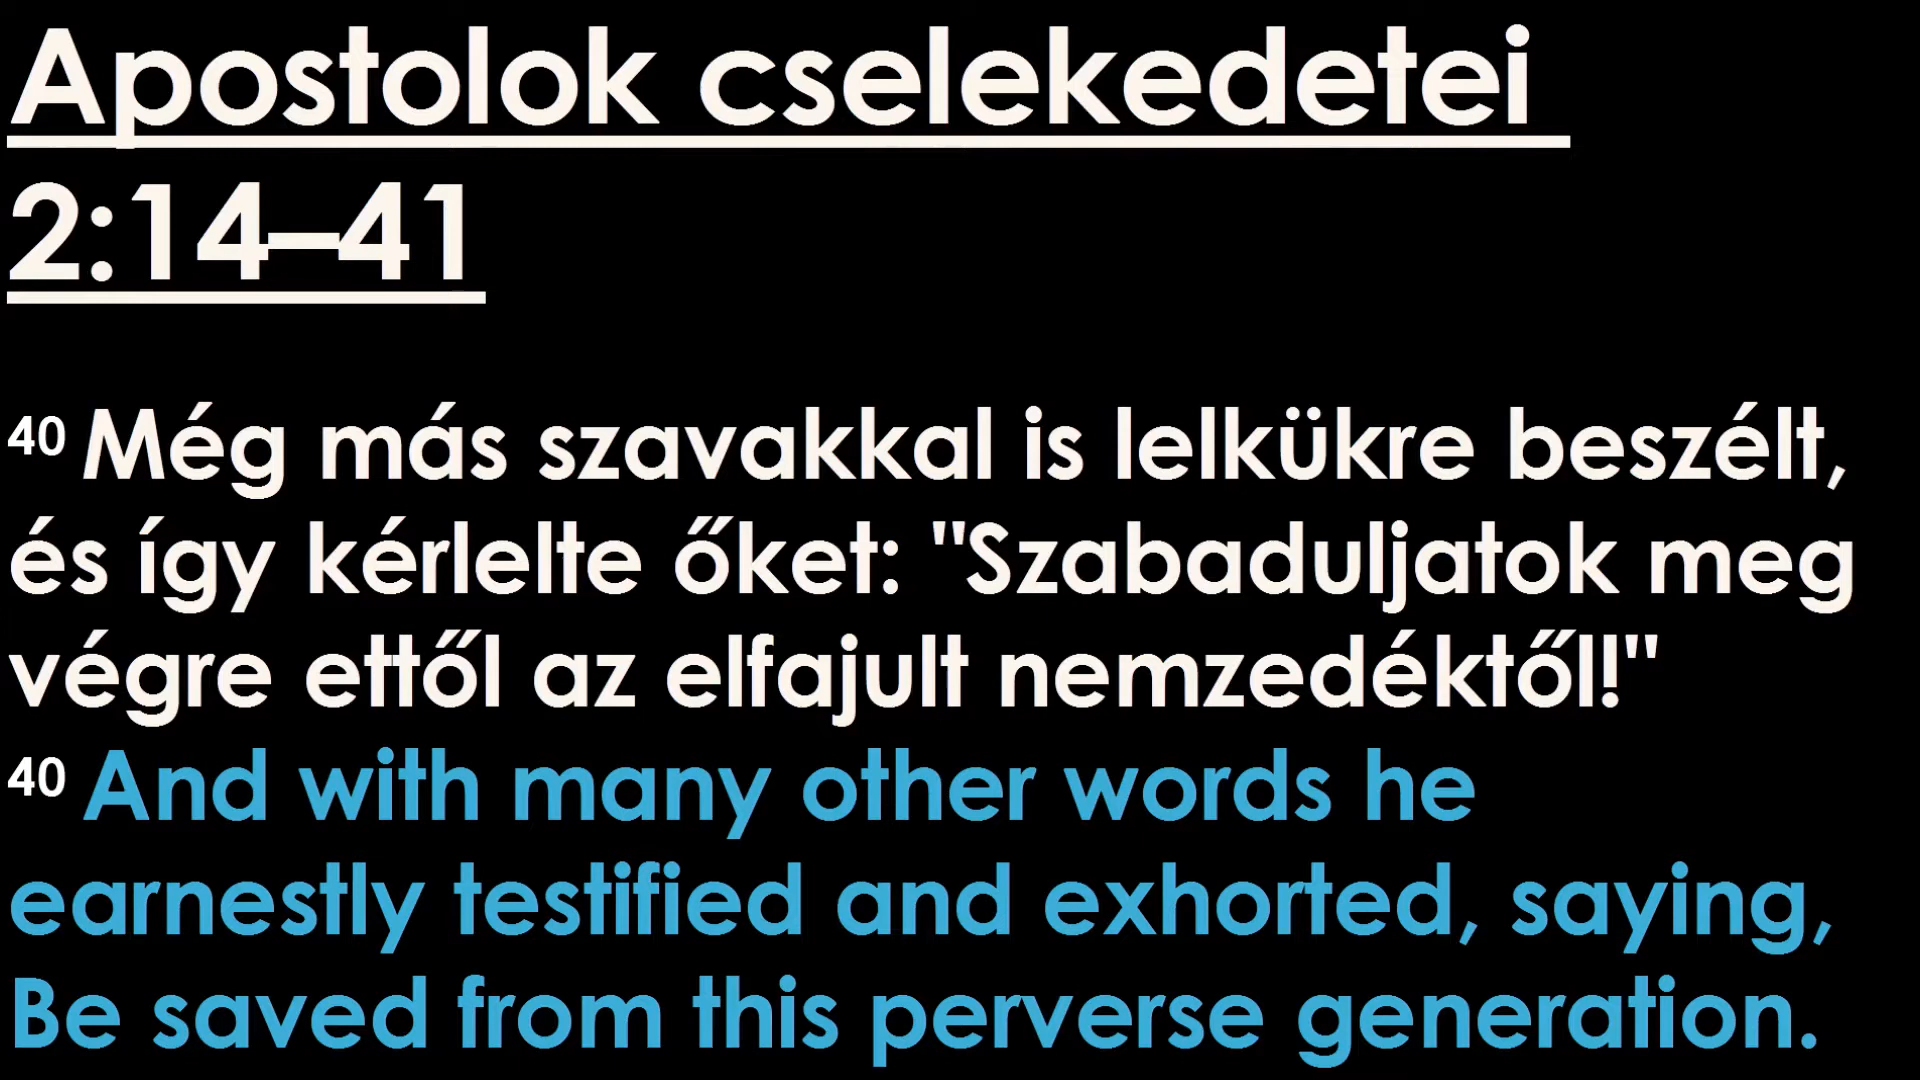 Apostolok cselekedetei
2:14–41
40 Még más szavakkal is lelkükre beszélt,
és így kérlelte őket: "Szabaduljatok meg
végre ettől az elfajult nemzedéktől!"
40 And with many other words he
earnestly testified and exhorted, saying,
Be saved from this perverse generation.